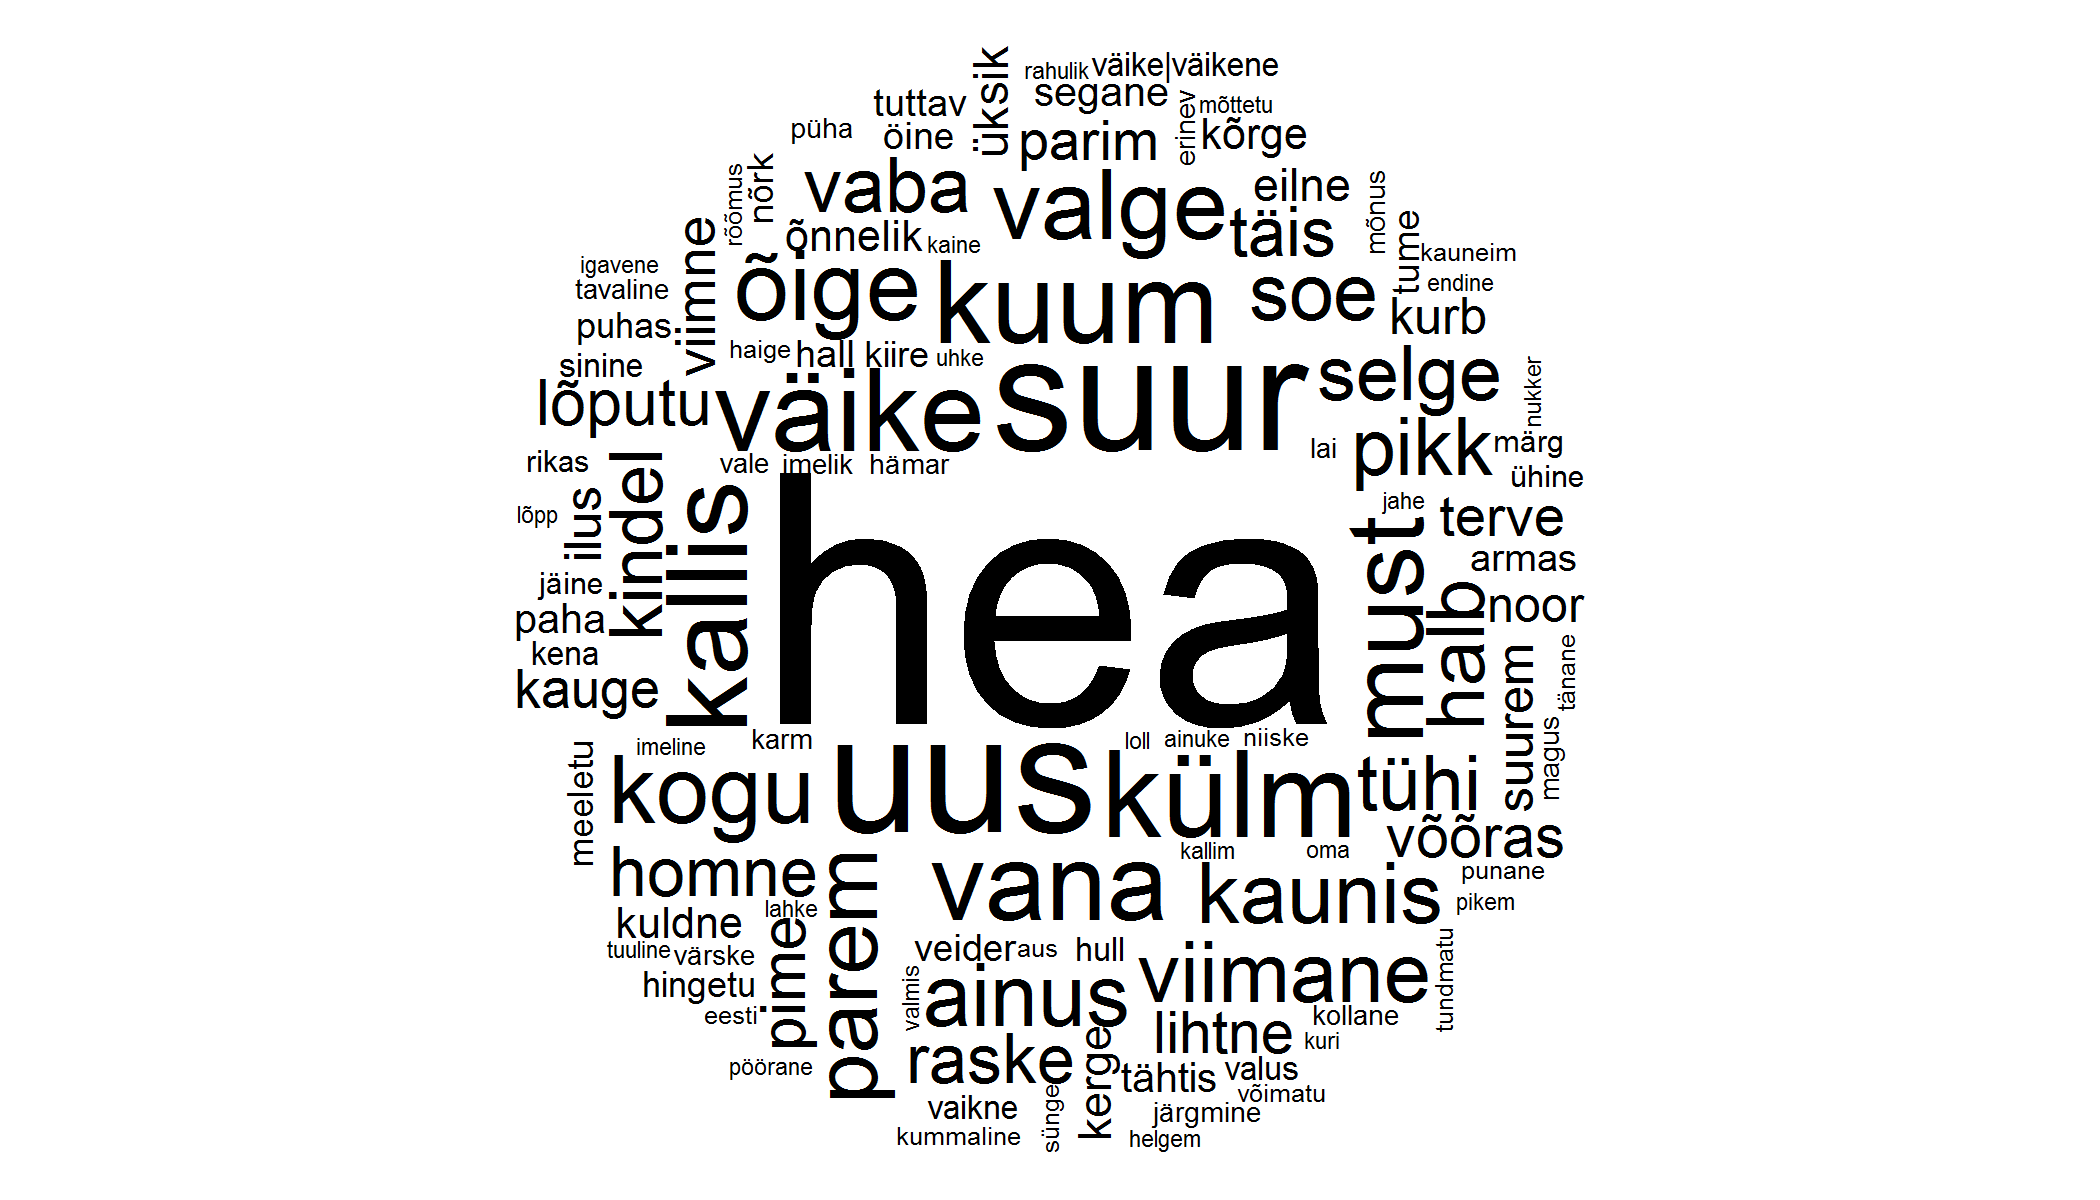 üksik
rahulik
väike|väikene
tuttav
segane
erinev
mõttetu
püha
öine
parim
kõrge
rõõmus
nõrk
vaba
valge
eilne
mõnus
viimne
õnnelik
kaine
täis
tume
kauneim
igavene
tavaline
õige
kuum
soe
endine
puhas
kurb
sinine
haige
hall
kiire
uhke
lõputu
väike
suur
selge
nukker
rikas
vale
imelik
hämar
lai
pikk
märg
ühine
lõpp
ilus
kindel
kallis
hea
must
jahe
terve
armas
jäine
paha
halb
noor
kena
kauge
suurem
tänane
magus
meeletu
imeline
karm
loll
ainuke
niiske
kogu
uus
külm
tühi
võõras
kallim
oma
homne
parem
vana
kaunis
punane
pikem
kuldne
lahke
pime
tuuline
värske
veider
aus
hull
viimane
tundmatu
hingetu
valmis
ainus
eesti
lihtne
kollane
kuri
pöörane
raske
kerge
tähtis
valus
võimatu
vaikne
sünge
järgmine
kummaline
helgem